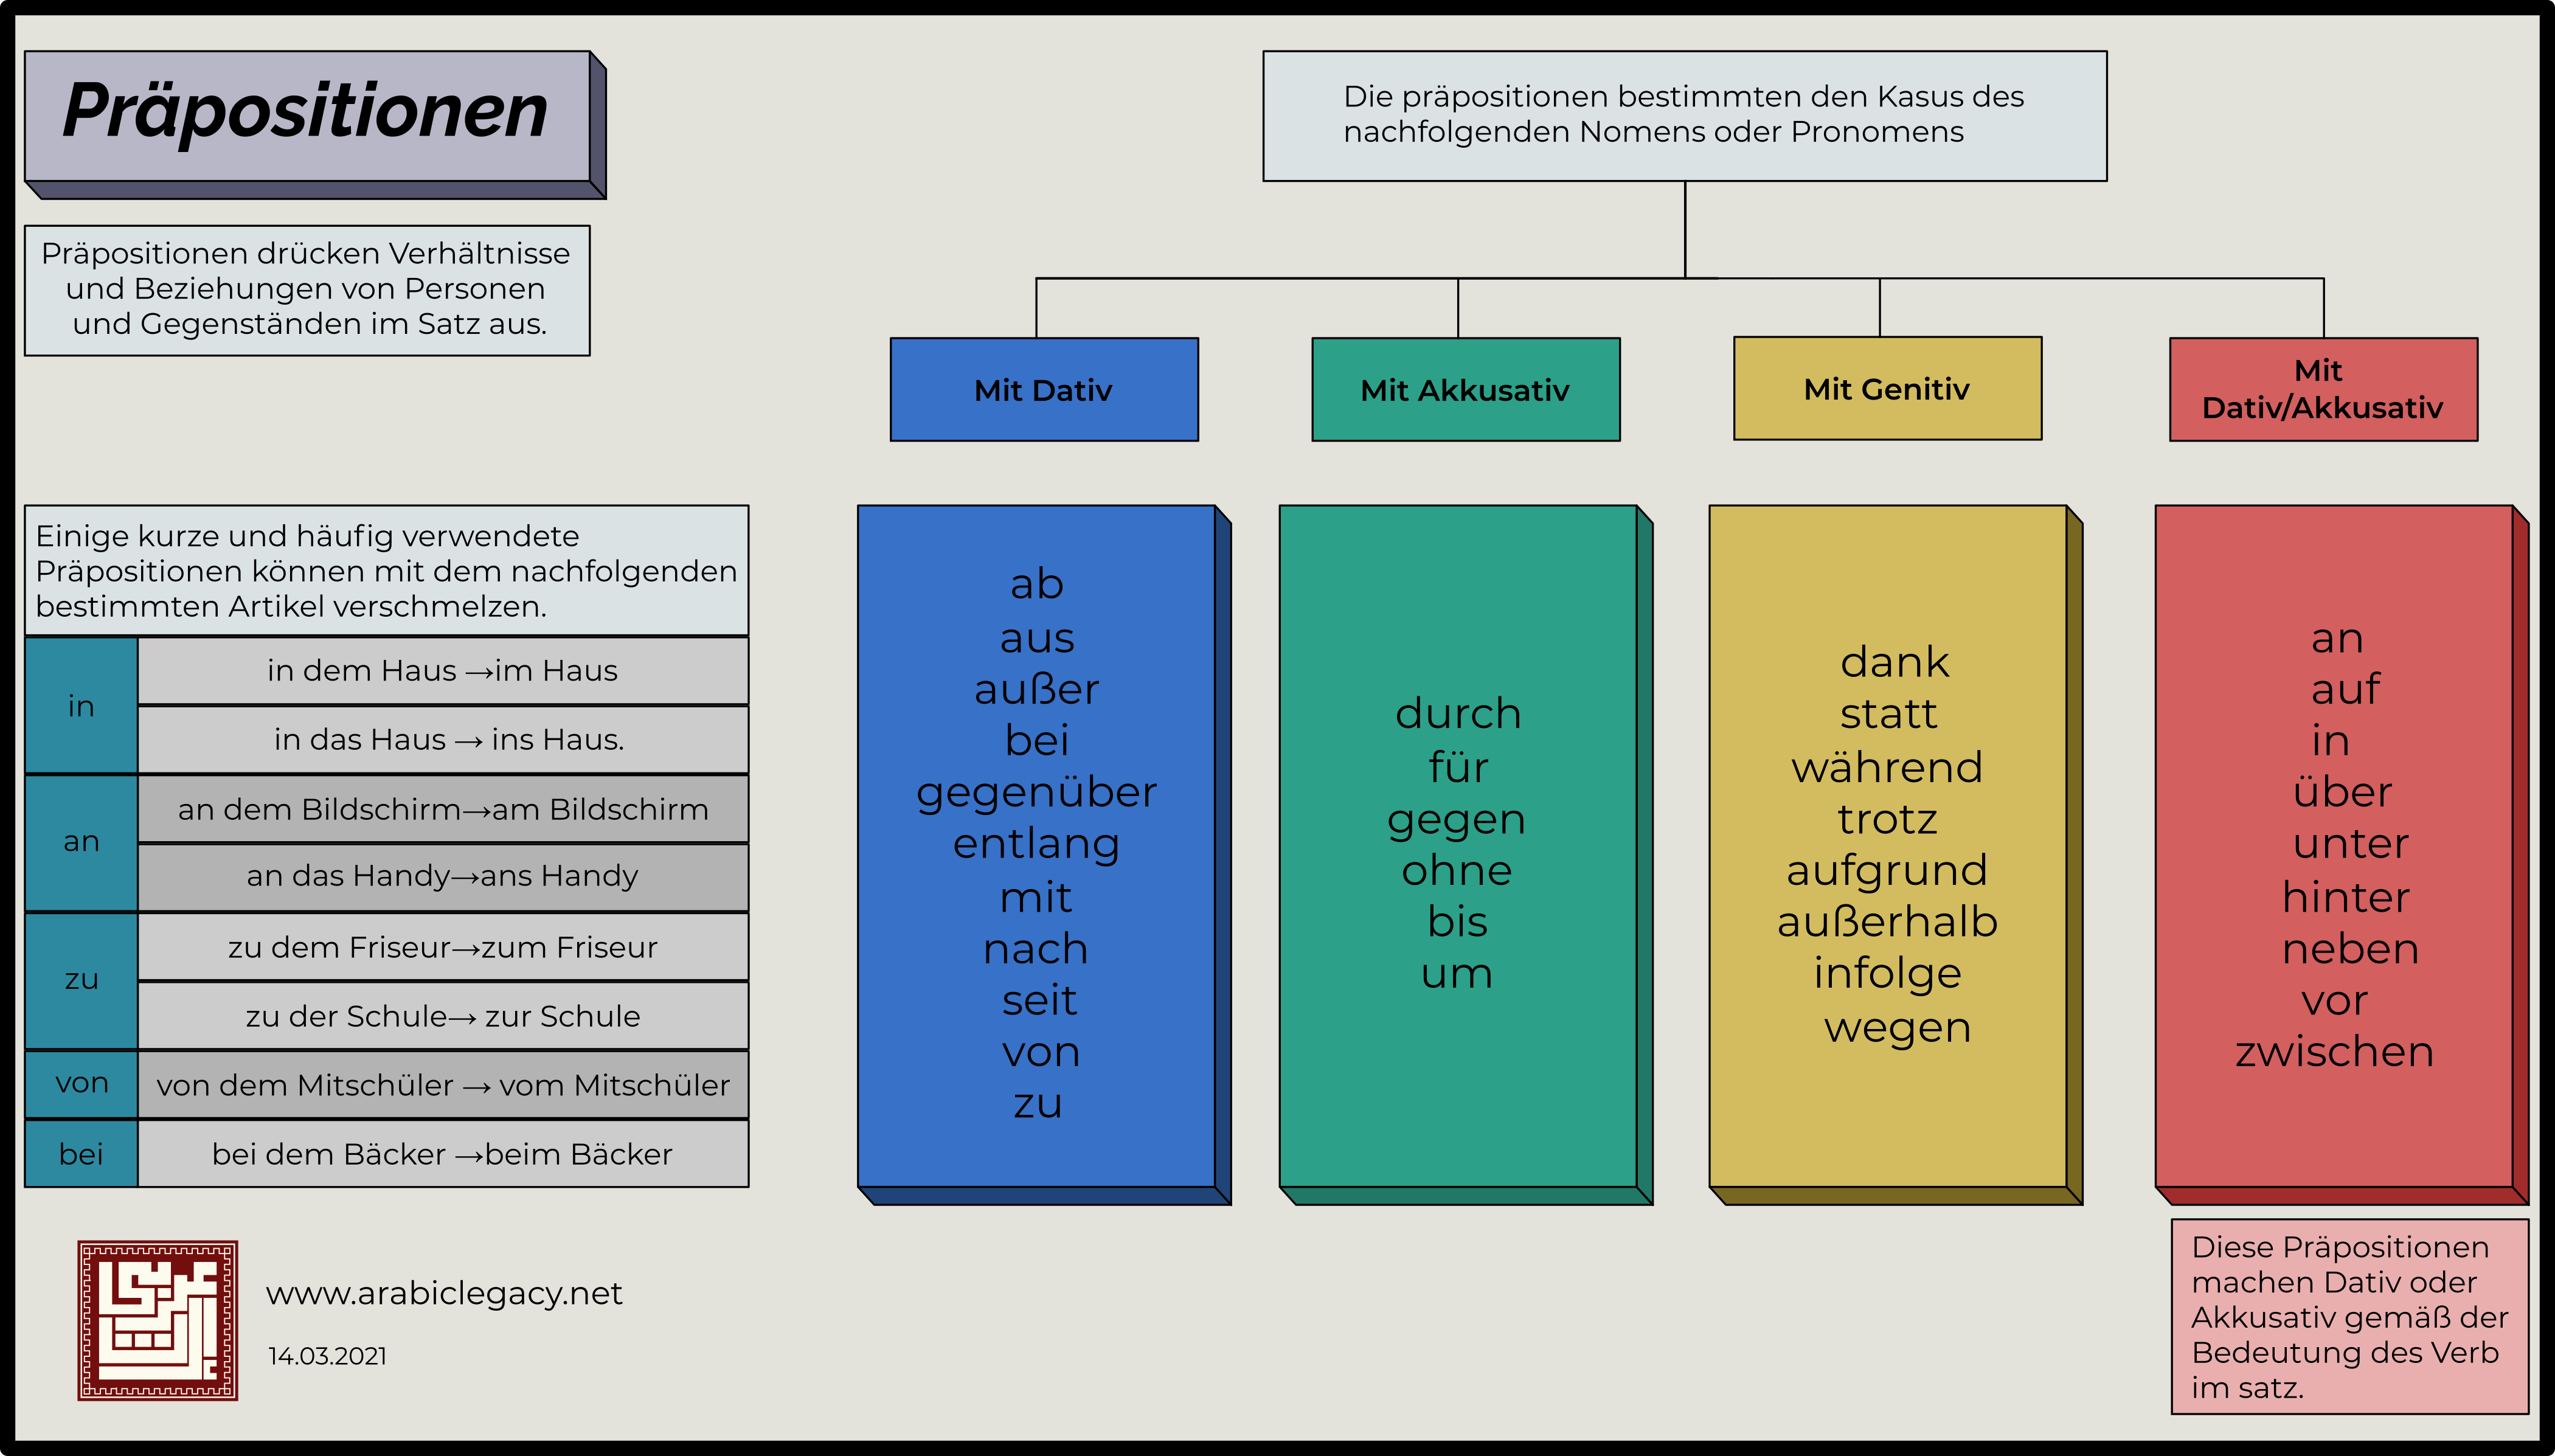 Präpositionen
Präpositionen drücken Verhältnisse
und Beziehungen von Personen
und Gegenständen im Satz aus.
Die präpositionen bestimmten den Kasus des
nachfolgenden Nomens oder Pronomens
Mit Dativ
Mit Akkusativ
Mit Genitiv
Mit
Dativ/Akkusativ
Einige kurze und häufig verwendete
Präpositionen können mit dem nachfolgenden
bestimmten Artikel verschmelzen.
in
in dem Haus →im Haus
in das Haus → ins Haus.
an
an dem Bildschirm→am Bildschirm
an das Handy→ans Handy
zu
zu dem Friseur→zum Friseur
zu der Schule→ zur Schule
von
von dem Mitschüler → vom Mitschüler
bei
bei dem Bäcker →beim Bäcker
ab
aus
außer
bei
gegenüber
entlang
mit
nach
seit
von
zu
durch
für
gegen
ohne
bis
um
dank
statt
während
trotz
aufgrund
außerhalb
infolge
wegen
an
auf
in
über
unter
hinter
neben
vor
zwischen
Diese Präpositionen
machen Dativ oder
Akkusativ gemäß der
Bedeutung des Verb
im satz.
www.arabiclegacy.net
14.03.2021